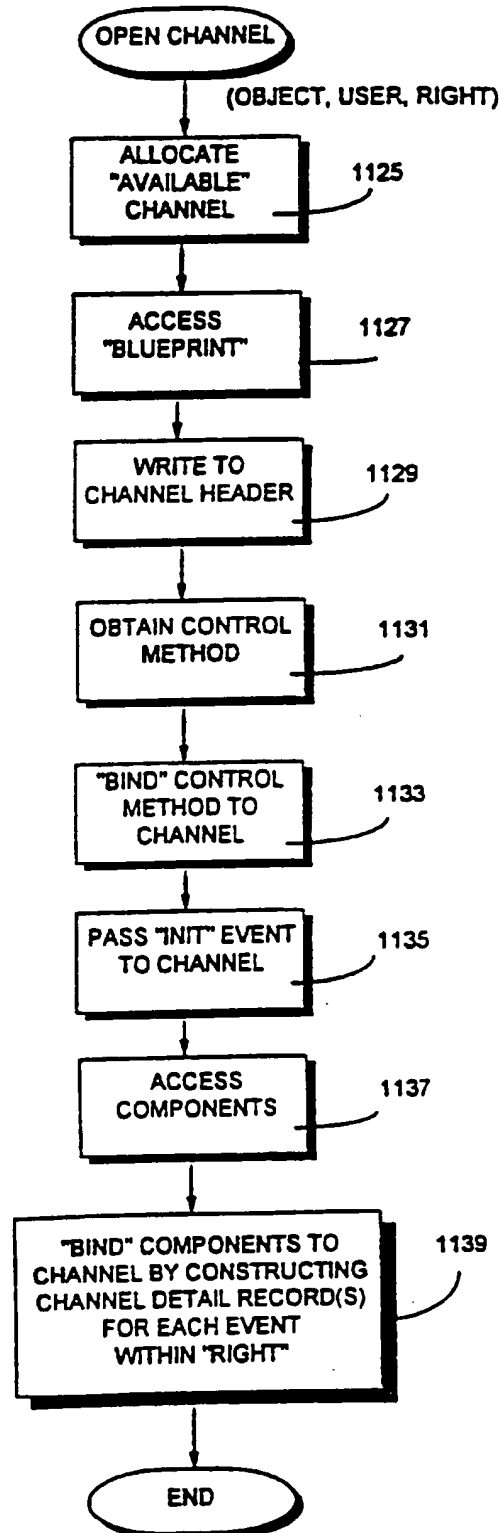 OPEN CHANNEL
(OBJECT, USER, RIGHT)
ALLOCATE
"AVAILABLE"
CHANNEL
1125
ACCESS
"BLUEPRINT"
1127
WRITE TO
CHANNEL HEADER
1129
OBTAIN CONTROL
METHOD
1131
"BIND" CONTROL
METHOD TO
CHANNEL
1133
PASS "INIT" EVENT
TO CHANNEL
1135
ACCESS
COMPONENTS
1137
"BIND" COMPONENTS TO
CHANNEL BY CONSTRUCTING
CHANNEL DETAIL RECORD(S)
FOR EACH EVENT
WITHIN "RIGHT"
1139
END